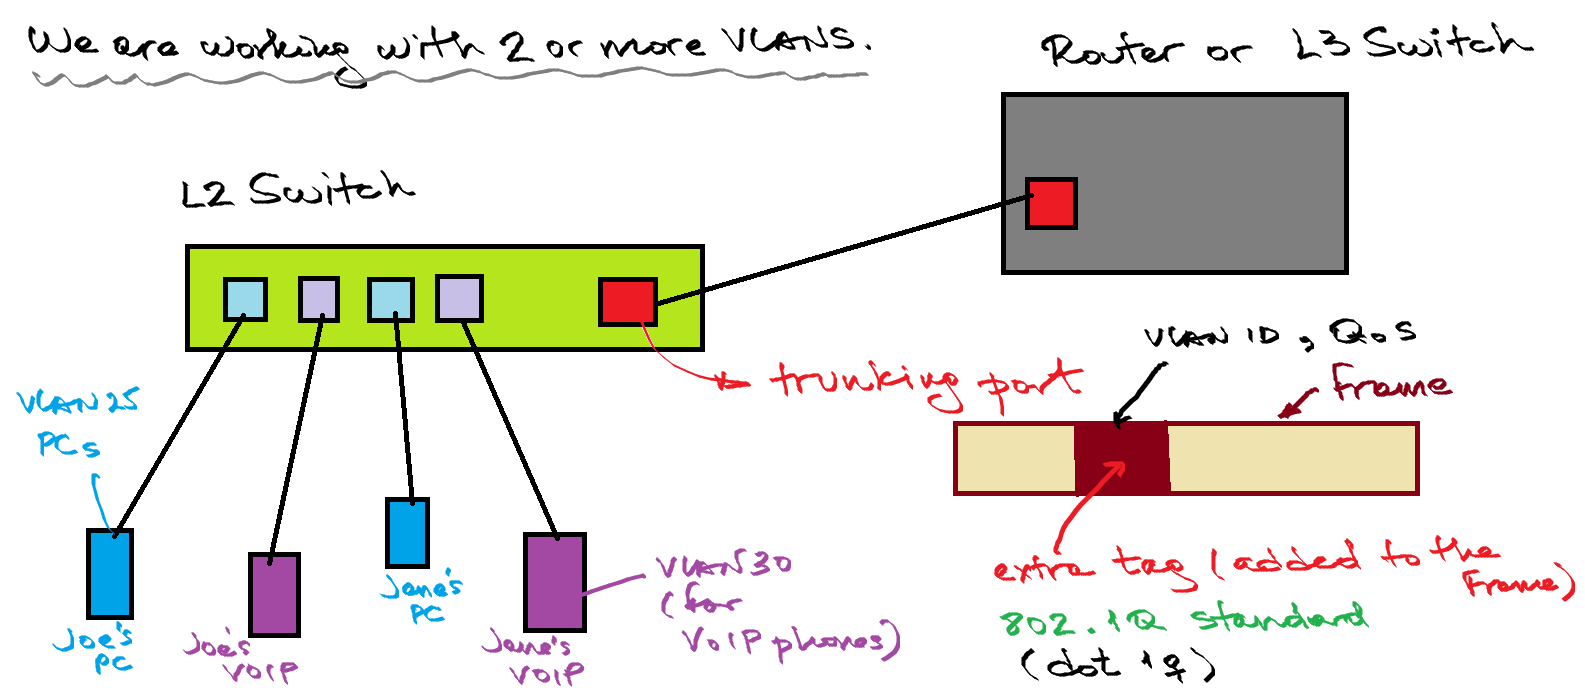 We are working with 2 or more VLANS.
Router or L3 Switch
L2 Switch
VLAN ID, QoS
trunking port
Frame
VLAN 25
PCs
extra tag (added to the
Frame)
802.1Q standard
(dot 1q)
VLAN 30
(for
VoIP phones)
Joe's
PC
Joe's
VOIP
Jane's
PC
Jane's
VOIP